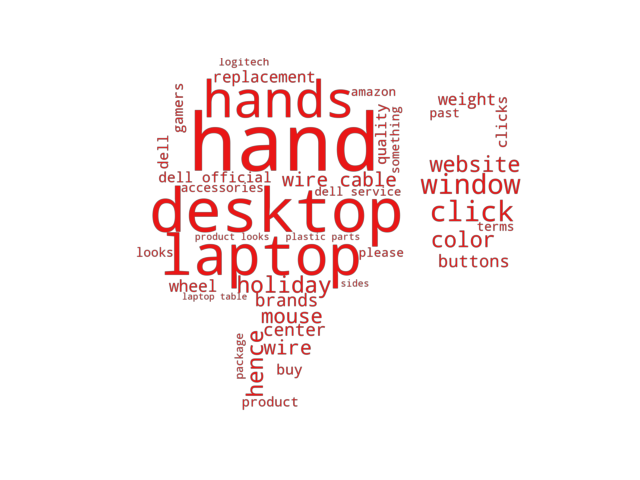 logitech
replacement
hands
amazon
gamers
hand
quality
something
dell
dell official
wire cable
accessories
dell service
desktop
product looks
plastic parts
laptop
looks
please
wheel
holiday
sides
laptop table
brands
mouse
center
hence
wire
package
buy
product
weight
past
clicks
website
window
click
terms
color
buttons